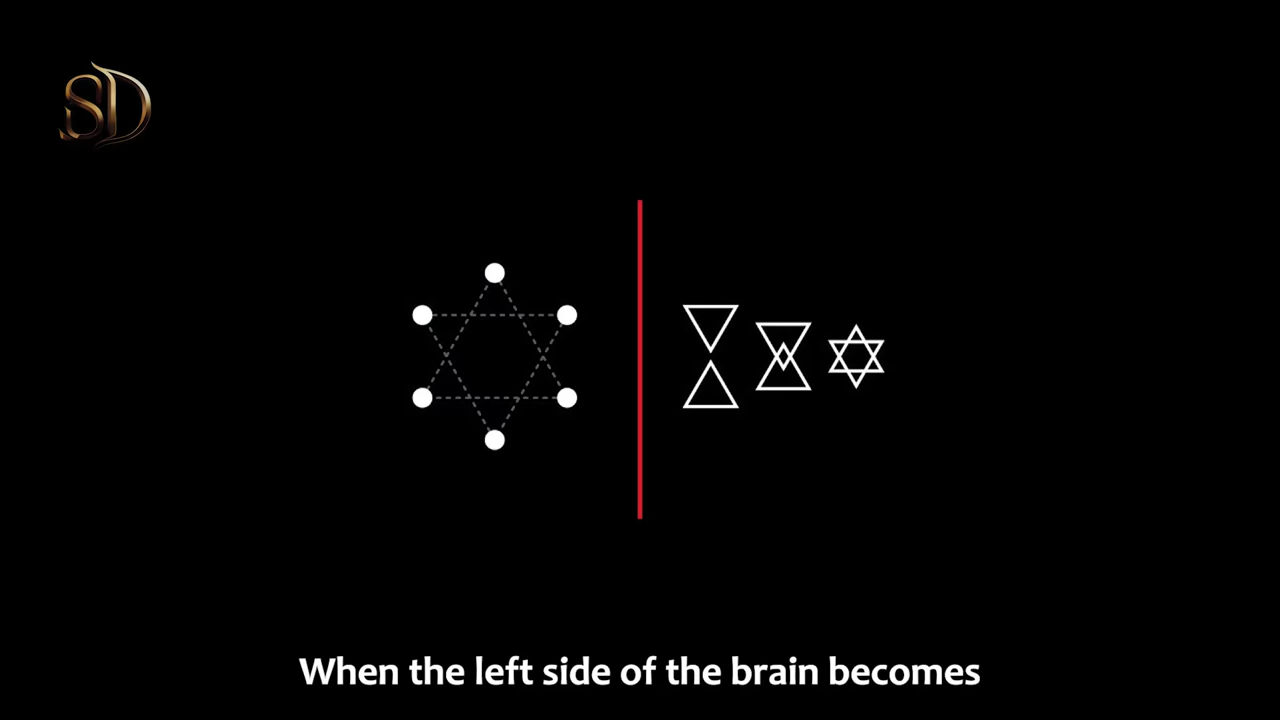 SD
When the left side of the brain becomes